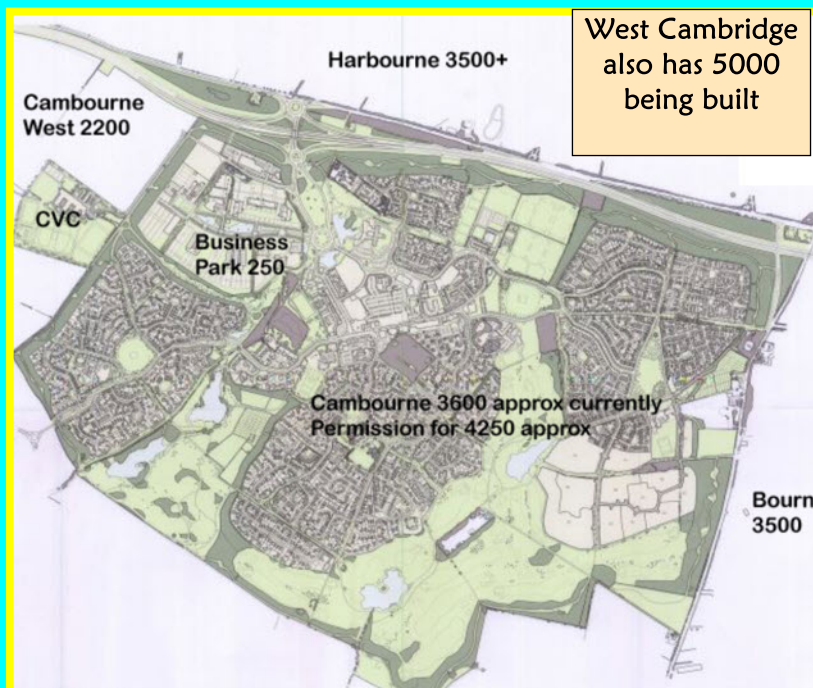 West Cambridge
also has 5000
being built
Harbourne 3500+
Cambourne
West 2200
CVC
Business
Park 250
Cambourne 3600 approx currently
Permission for 4250 approx
Bourn
3500